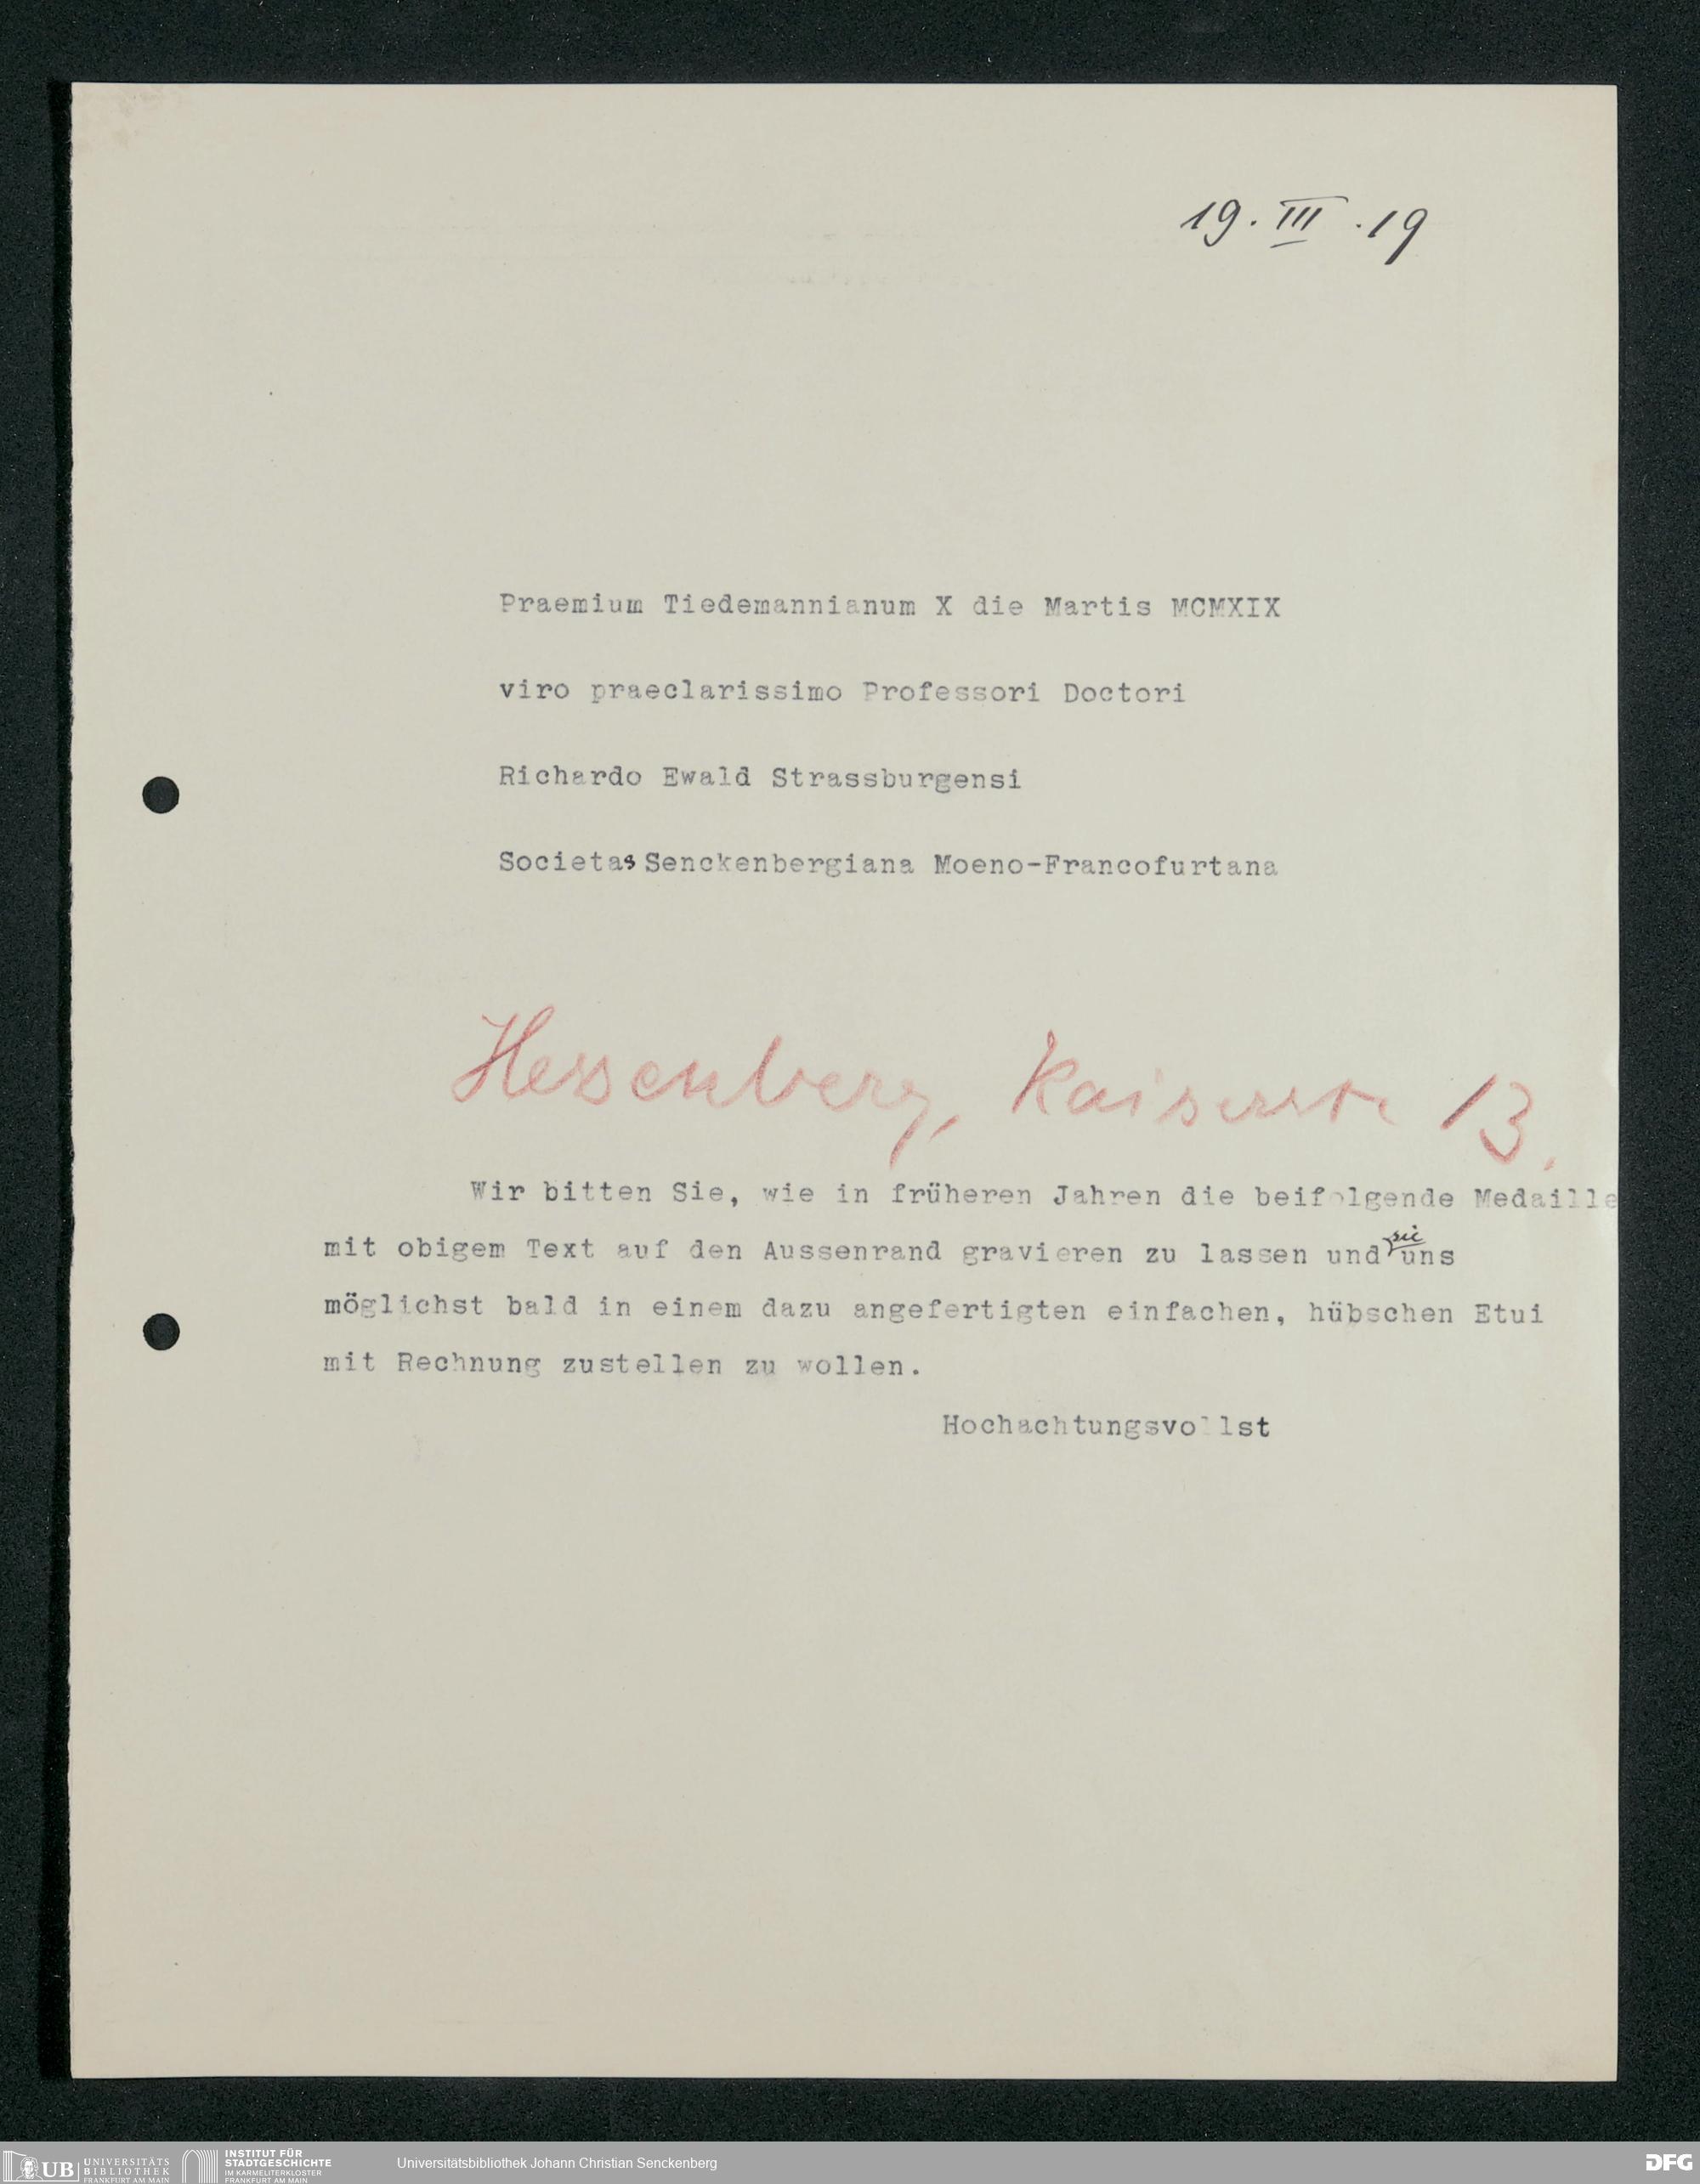 19. III. 19
Praemium Tiedemannianum X die Martis MCMXIX
viro praeclarissimo Professori Doctori
Richardo Ewald Strassburgensi
Societas Senckenbergiana Moeno-Francofurtana
Hessenberg, Kaiserstr 13.
Wir bitten Sie, wie in früheren Jahren die beifolgende Medaille
mit obigem Text auf den Aussenrand gravieren zu lassen und sie uns
möglichst bald in einem dazu angefertigten einfachen, hübschen Etui
mit Rechnung zustellen zu wollen.
Hochachtungsvollst
UB UNIVERSITÄTS
BIBLIOTHEK
FRANKFURT AM MAIN
INSTITUT FÜR
STADTGESCHICHTE
IM KARMELITERKLOSTER
FRANKFURT AM MAIN
Universitätsbibliothek Johann Christian Senckenberg
DFG